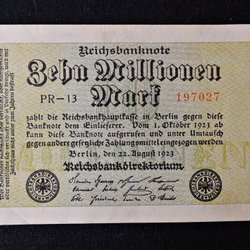 Reichsbanknote
Zehn Millionen
PR-13 Mark 197027
zahlt die Reichsbankhauptkasse in Berlin gegen diese
Banknote dem Einlieferer. Vom 1. Oktober 1923 ab
kann diese Banknote aufgerufen und unter Umtausch
gegen andere gesetzliche Zahlungsmittel eingezogen werden
Berlin, den 22. August 1923
Reichsbankdirektorium